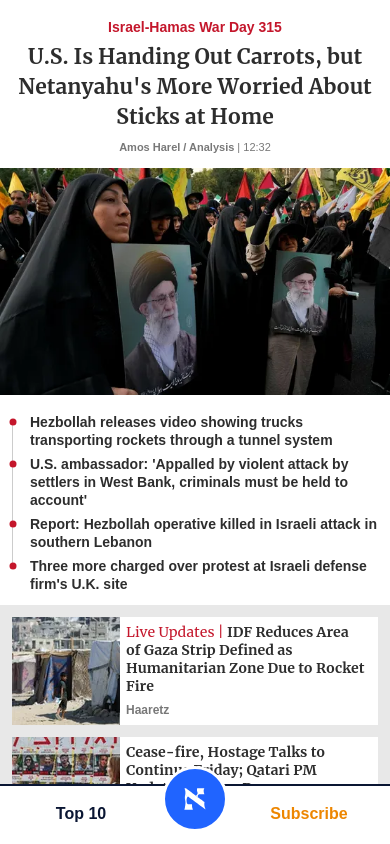 Israel-Hamas War Day 315
U.S. Is Handing Out Carrots, but
Netanyahu's More Worried About
Sticks at Home
Amos Harel / Analysis | 12:32
Hezbollah releases video showing trucks
transporting rockets through a tunnel system
U.S. ambassador: 'Appalled by violent attack by
settlers in West Bank, criminals must be held to
account'
Report: Hezbollah operative killed in Israeli attack in
southern Lebanon
Three more charged over protest at Israeli defense
firm's U.K. site
Live Updates | IDF Reduces Area
of Gaza Strip Defined as
Humanitarian Zone Due to Rocket
Fire
Haaretz
Cease-fire, Hostage Talks to
Continue Friday; Qatari PM
Top 10
Subscribe